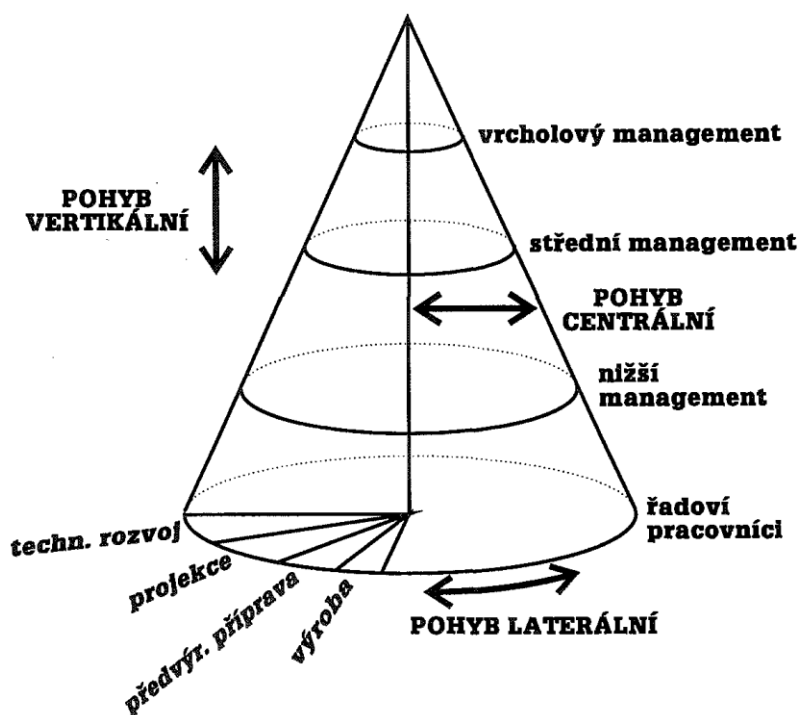 vrcholový management
POHYB
VERTIKÁLNÍ
střední management
POHYB
CENTRÁLNÍ
nižší
management
řadoví
pracovníci
techn. rozvoj
projekce
předvýr. příprava
výroba
POHYB LATERÁLNÍ